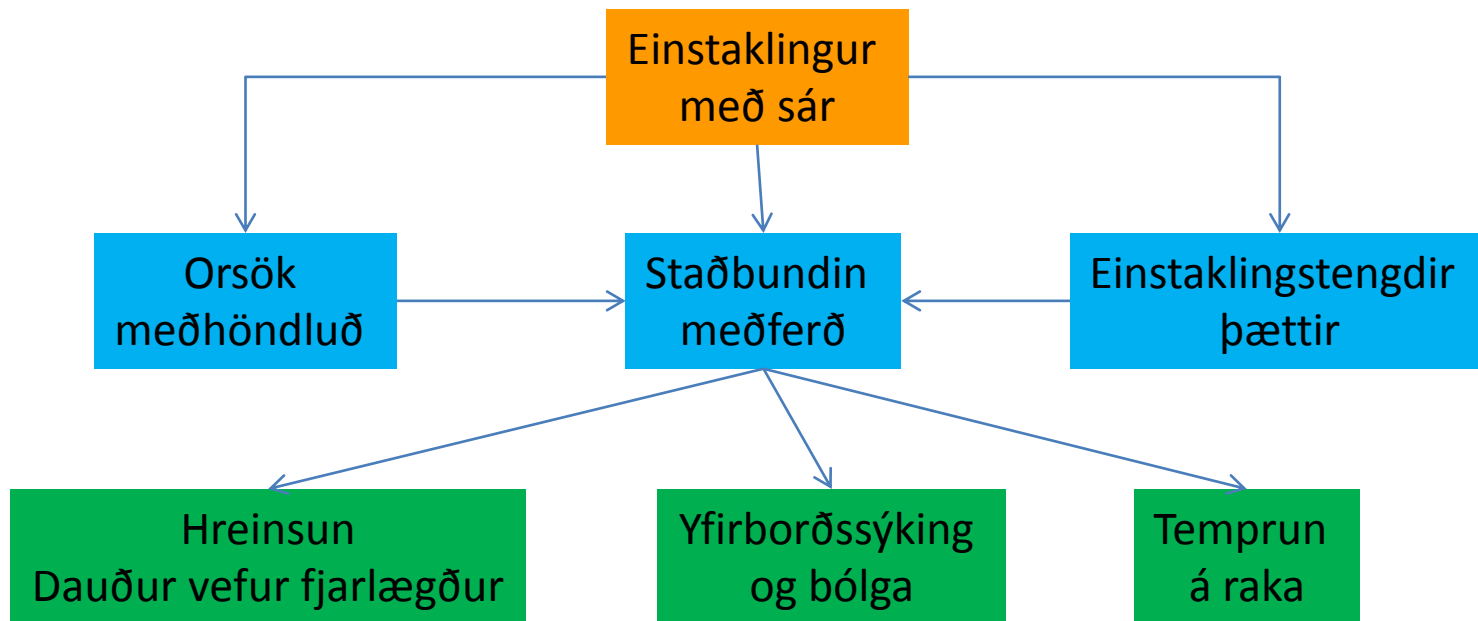 Einstaklingur
með sár
Orsök
meðhöndluð
Staðbundin
meðferð
Einstaklingstengdir
þættir
Hreinsun
Dauður vefur fjarlægður
Yfirborðssýking
og bólga
Temprun
á raka